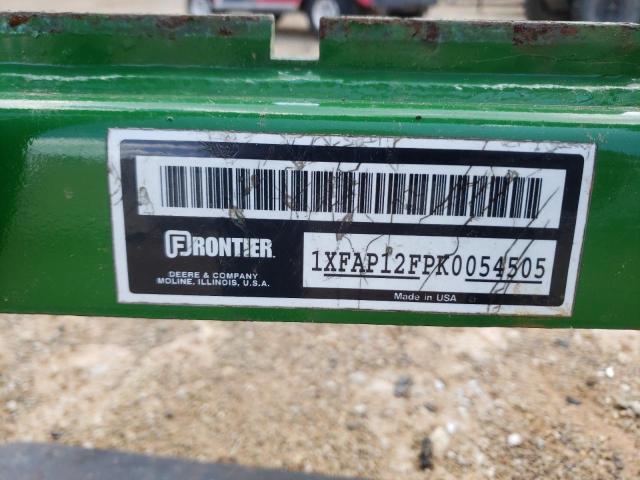 FRONTIER
DEERE & COMPANY
MOLINE, ILLINOIS, U.S.A.
1XFAP12FPK0054505
Made in USA